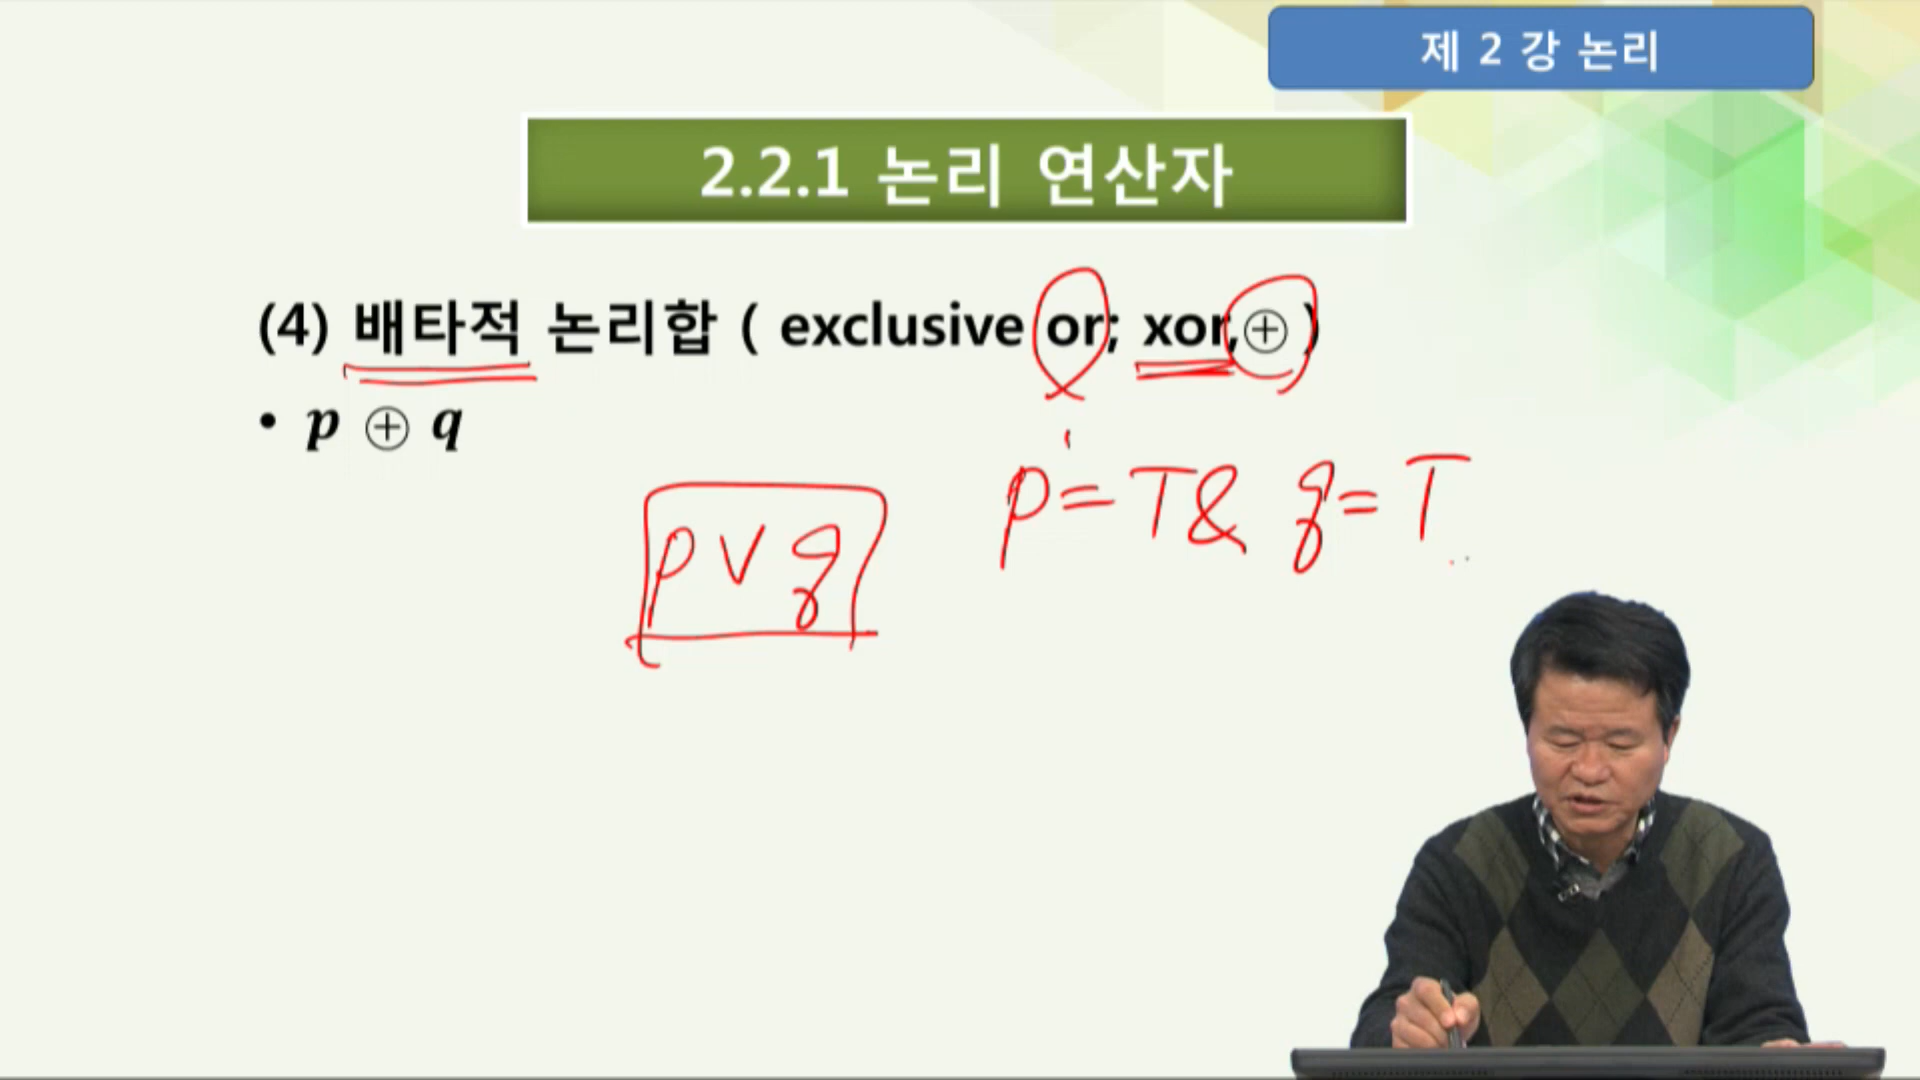 제 2 강 논리
2.2.1 논리 연산자
(4) 배타적 논리합 ( exclusive or; xor,⊕ )
• p ⊕ q
p = T & q = T
p ∨ q